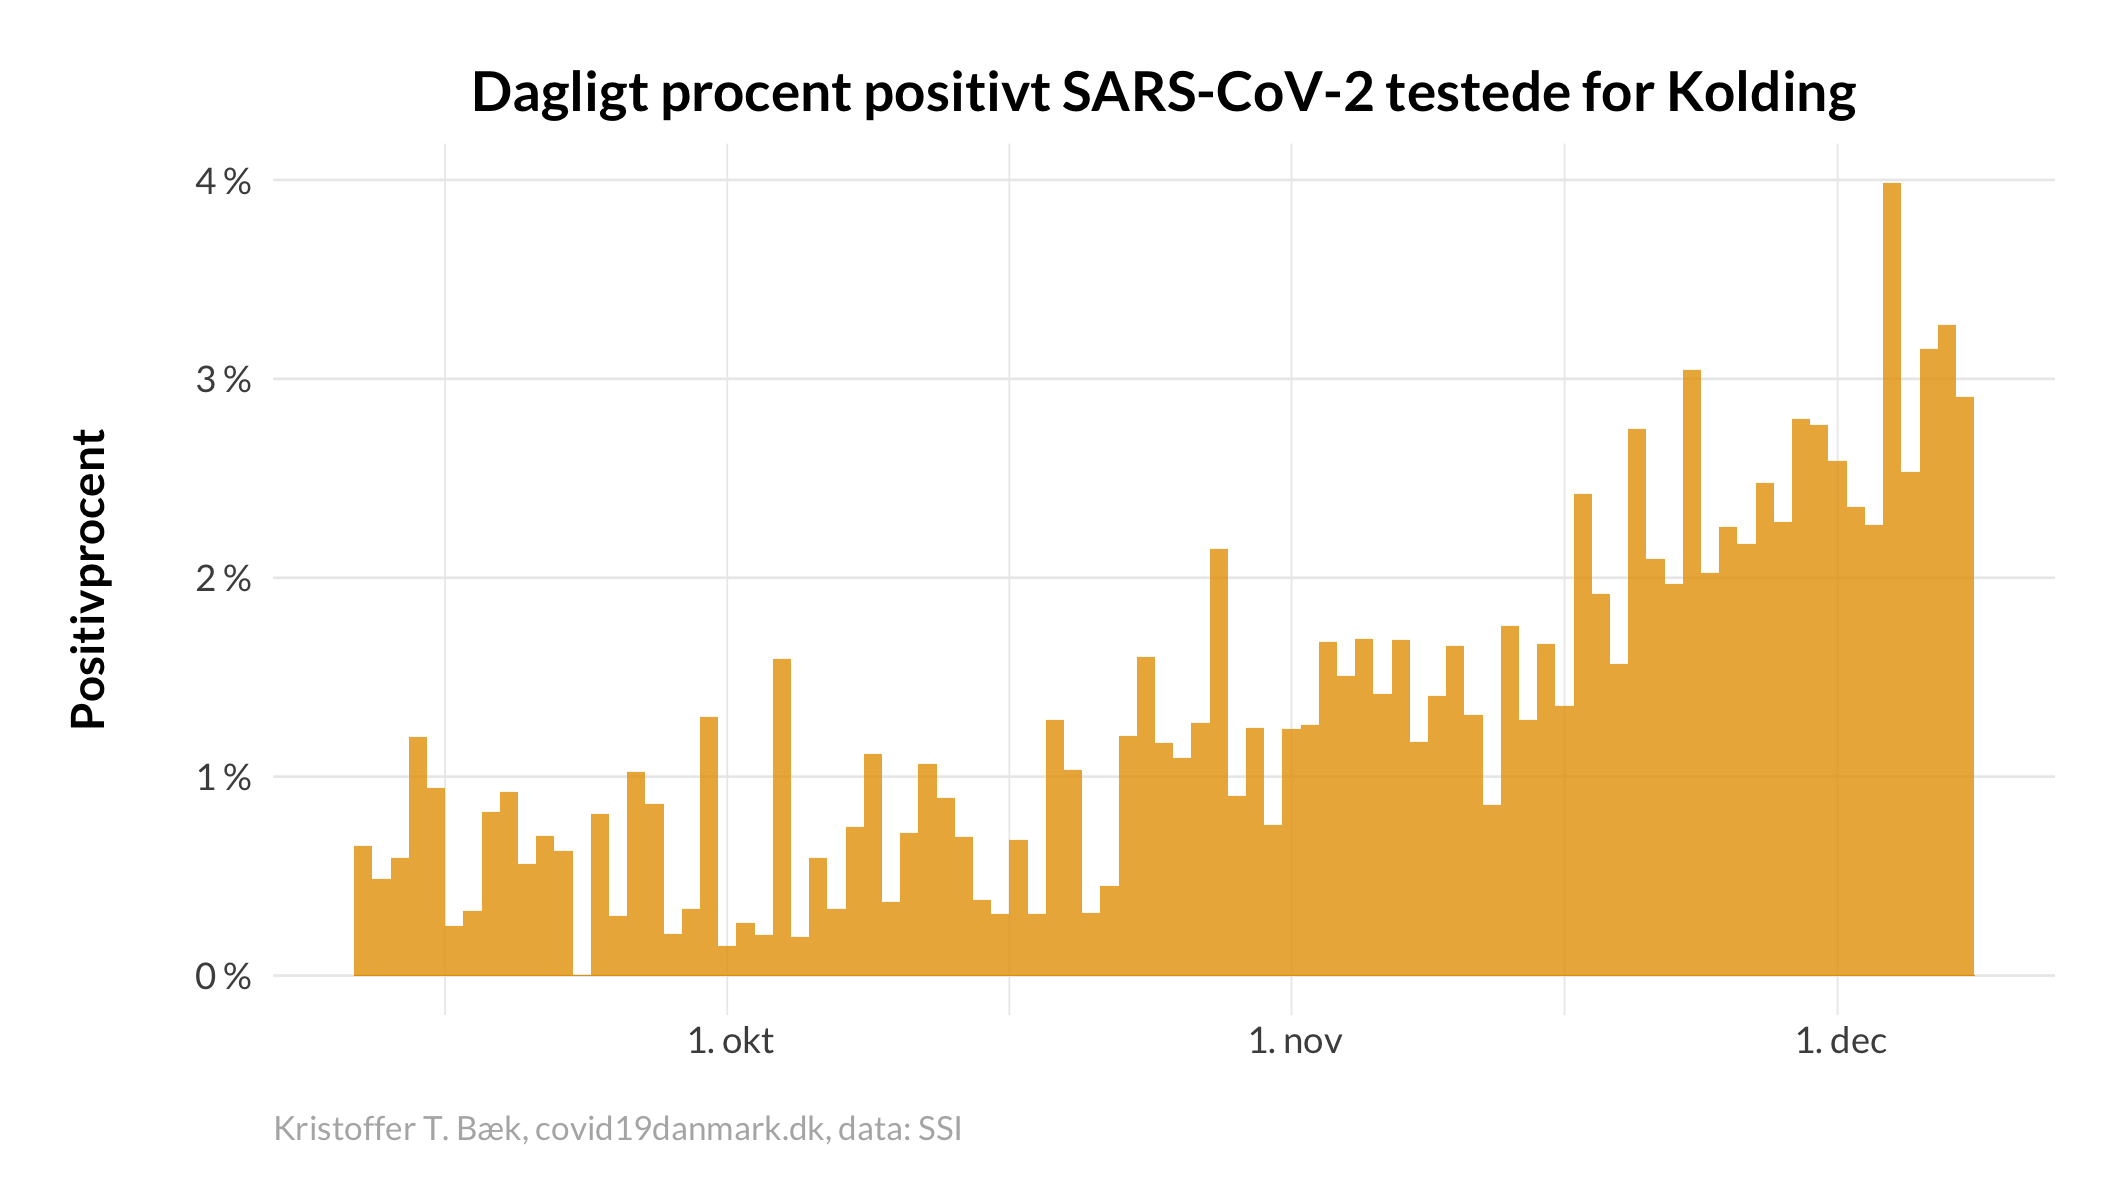 Dagligt procent positivt SARS-CoV-2 testede for Kolding
Positivprocent
4 %
3 %
2 %
1 %
0 %
1. okt
1. nov
1. dec
Kristoffer T. Bæk, covid19danmark.dk, data: SSI